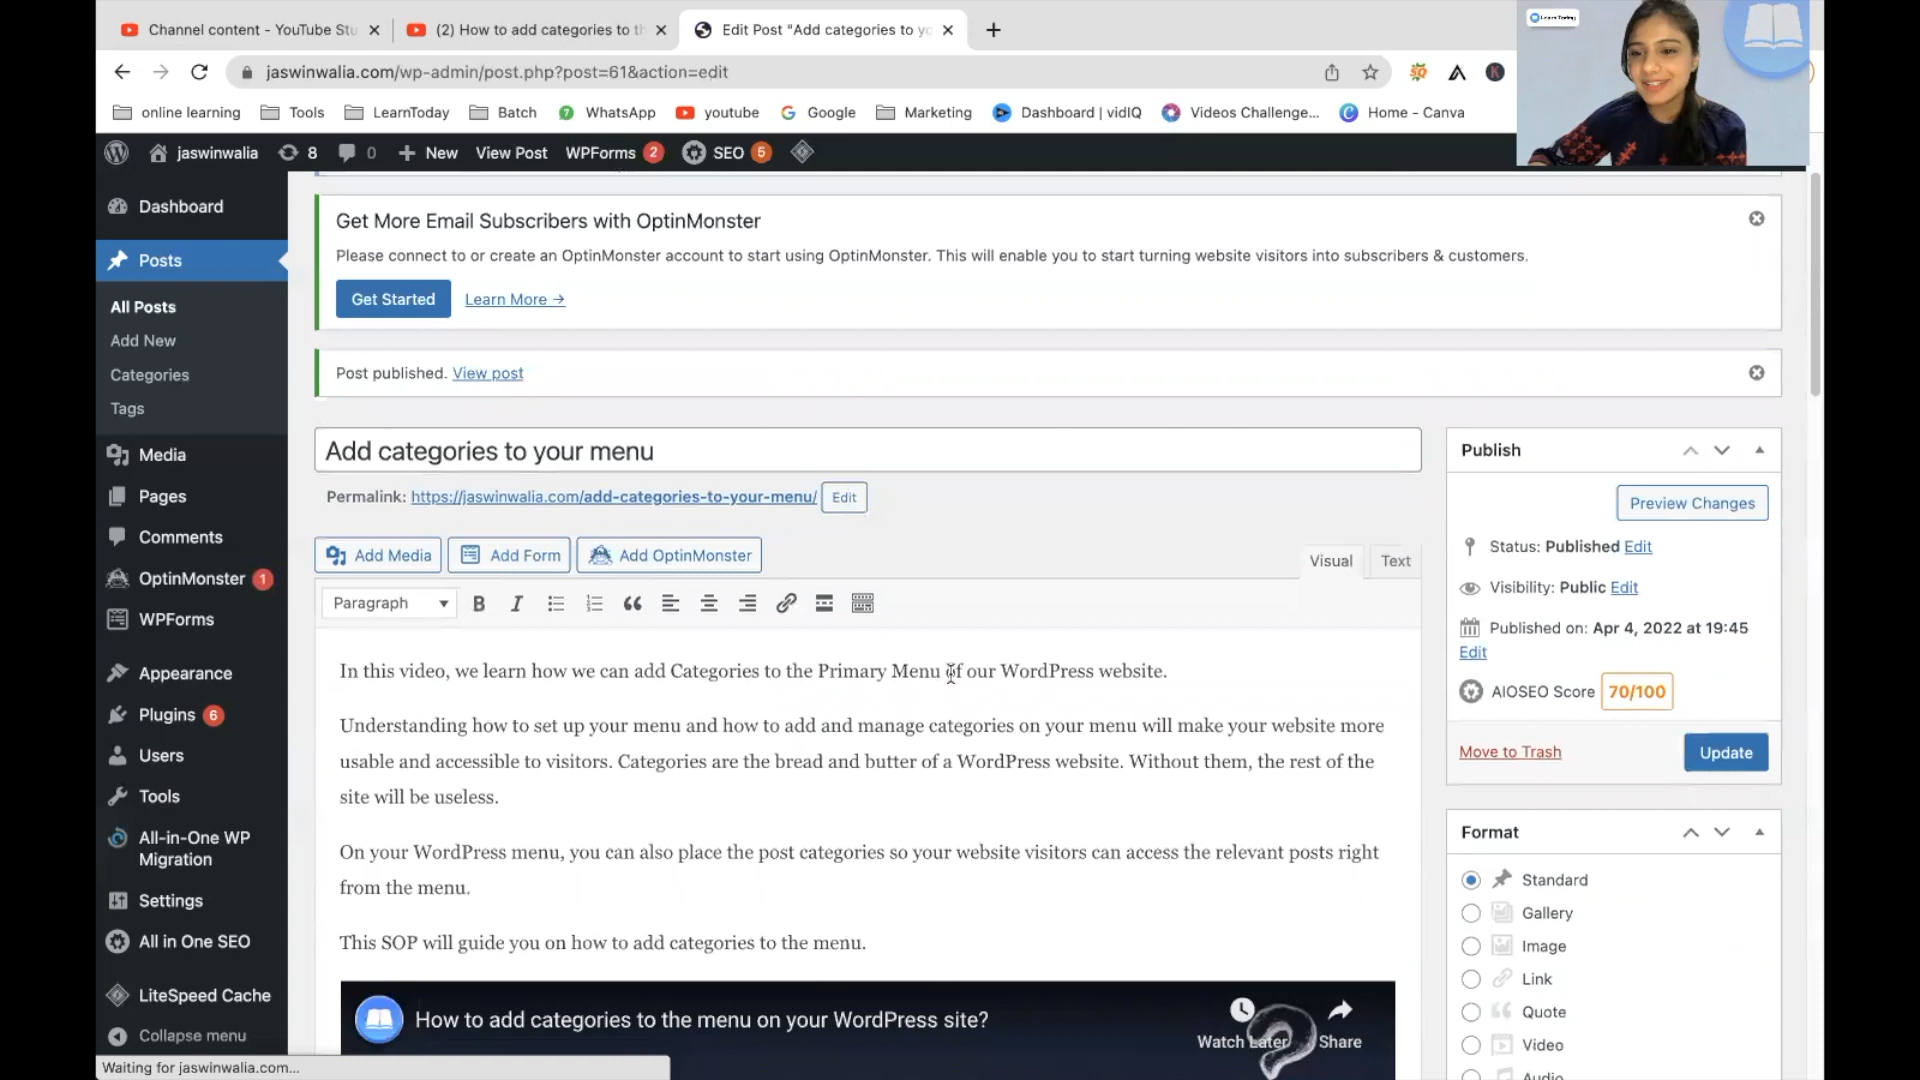 Channel content - YouTube Stu
(2) How to add categories to th
Edit Post "Add categories to yo
jaswinwalia.com/wp-admin/post.php?post=61&action=edit
SQ
K
Learn Today
online learning
Tools
LearnToday
Batch
WhatsApp
youtube
Google
Marketing
Dashboard | vidIQ
Videos Challenge...
Home - Canva
jaswinwalia
8
0
New
View Post
WPForms 2
SEO 5
Dashboard
Posts
All Posts
Add New
Categories
Tags
Media
Pages
Comments
OptinMonster 1
WPForms
Appearance
Plugins 6
Users
Tools
All-in-One WP
Migration
Settings
All in One SEO
LiteSpeed Cache
Collapse menu
Waiting for jaswinwalia.com...
Get More Email Subscribers with OptinMonster
Please connect to or create an OptinMonster account to start using OptinMonster. This will enable you to start turning website visitors into subscribers & customers.
Get Started
Learn More →
Post published. View post
Add categories to your menu
Permalink: https://jaswinwalia.com/add-categories-to-your-menu/ Edit
Add Media
Add Form
Add OptinMonster
Visual
Text
Paragraph
B
I
In this video, we learn how we can add Categories to the Primary Menu of our WordPress website.
Understanding how to set up your menu and how to add and manage categories on your menu will make your website more
usable and accessible to visitors. Categories are the bread and butter of a WordPress website. Without them, the rest of the
site will be useless.
On your WordPress menu, you can also place the post categories so your website visitors can access the relevant posts right
from the menu.
This SOP will guide you on how to add categories to the menu.
How to add categories to the menu on your WordPress site?
Watch Later
Share
Publish
Preview Changes
Status: Published Edit
Visibility: Public Edit
Published on: Apr 4, 2022 at 19:45
Edit
AIOSEO Score 70/100
Move to Trash
Update
Format
Standard
Gallery
Image
Link
Quote
Video
Audio